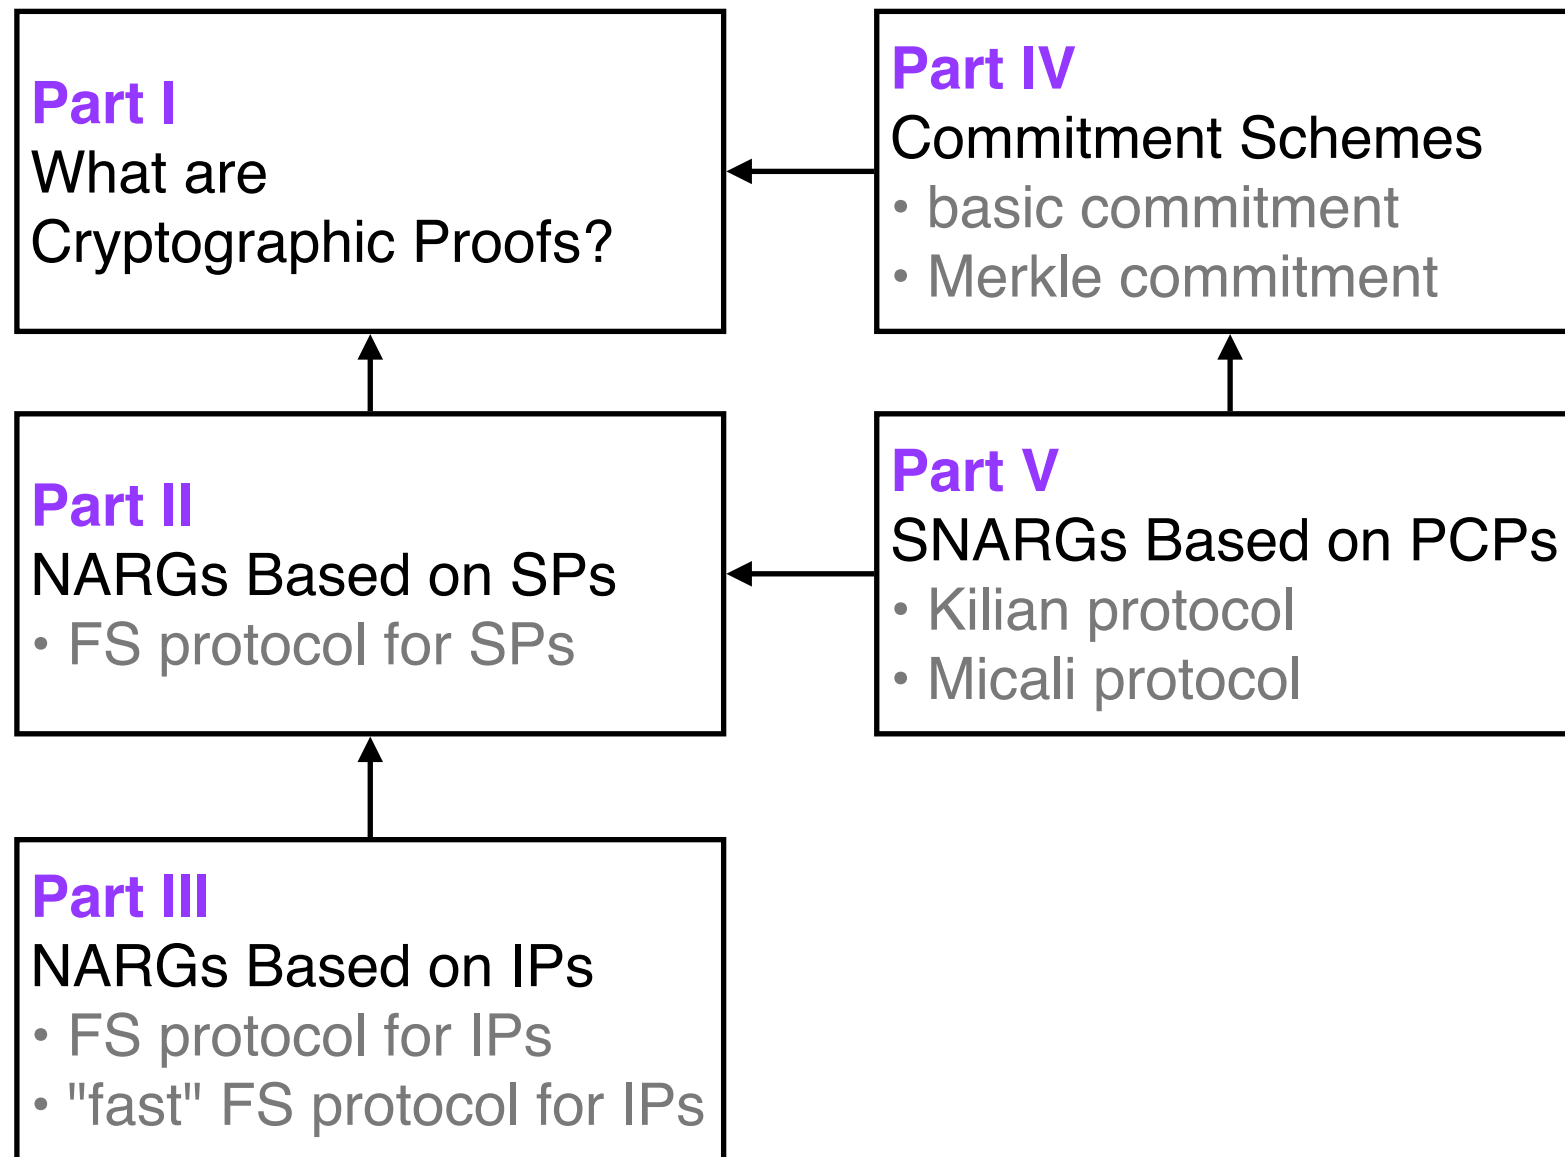 Part I
What are
Cryptographic Proofs?
Part II
NARGs Based on SPs
• FS protocol for SPs
Part III
NARGs Based on IPs
• FS protocol for IPs
• "fast" FS protocol for IPs
Part IV
Commitment Schemes
• basic commitment
• Merkle commitment
Part V
SNARGs Based on PCPs
• Kilian protocol
• Micali protocol